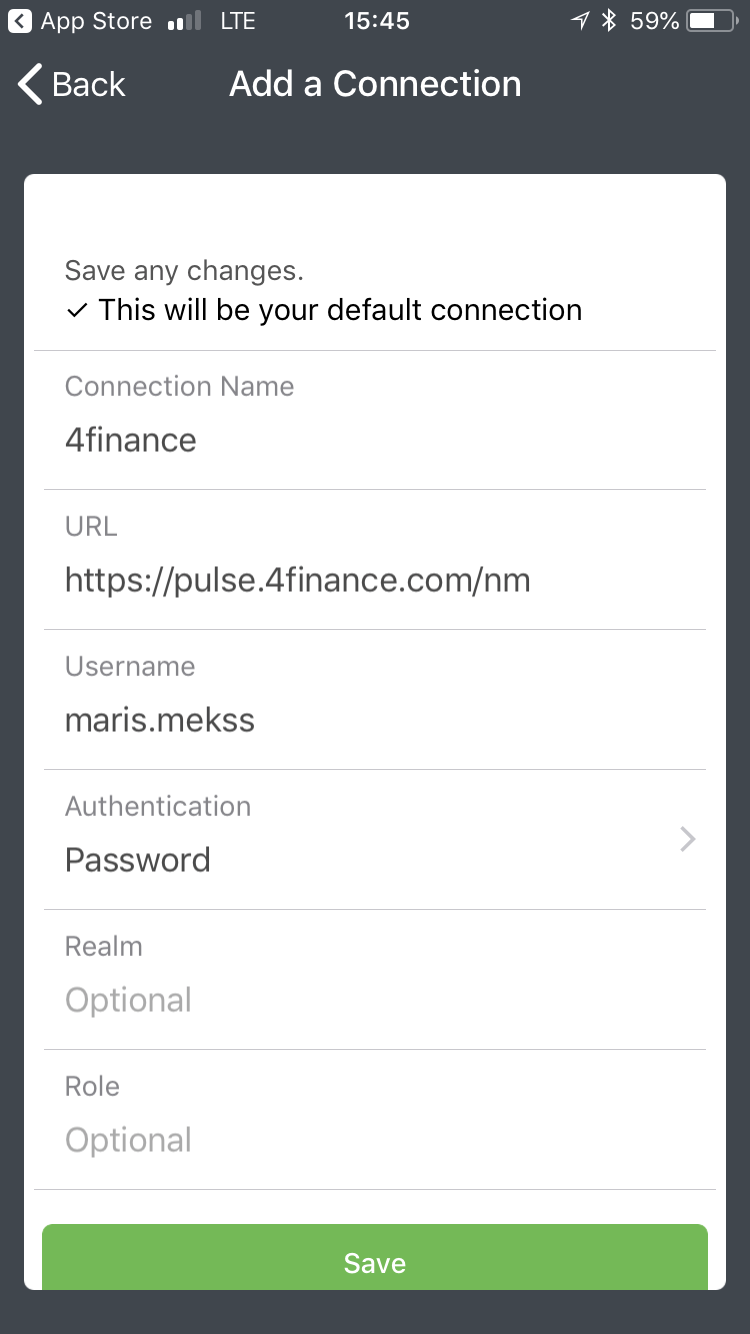 App Store LTE 15:45 59%
Back Add a Connection
Save any changes.
✓ This will be your default connection
Connection Name
4finance
URL
https://pulse.4finance.com/nm
Username
maris.mekss
Authentication
Password
Realm
Optional
Role
Optional
Save